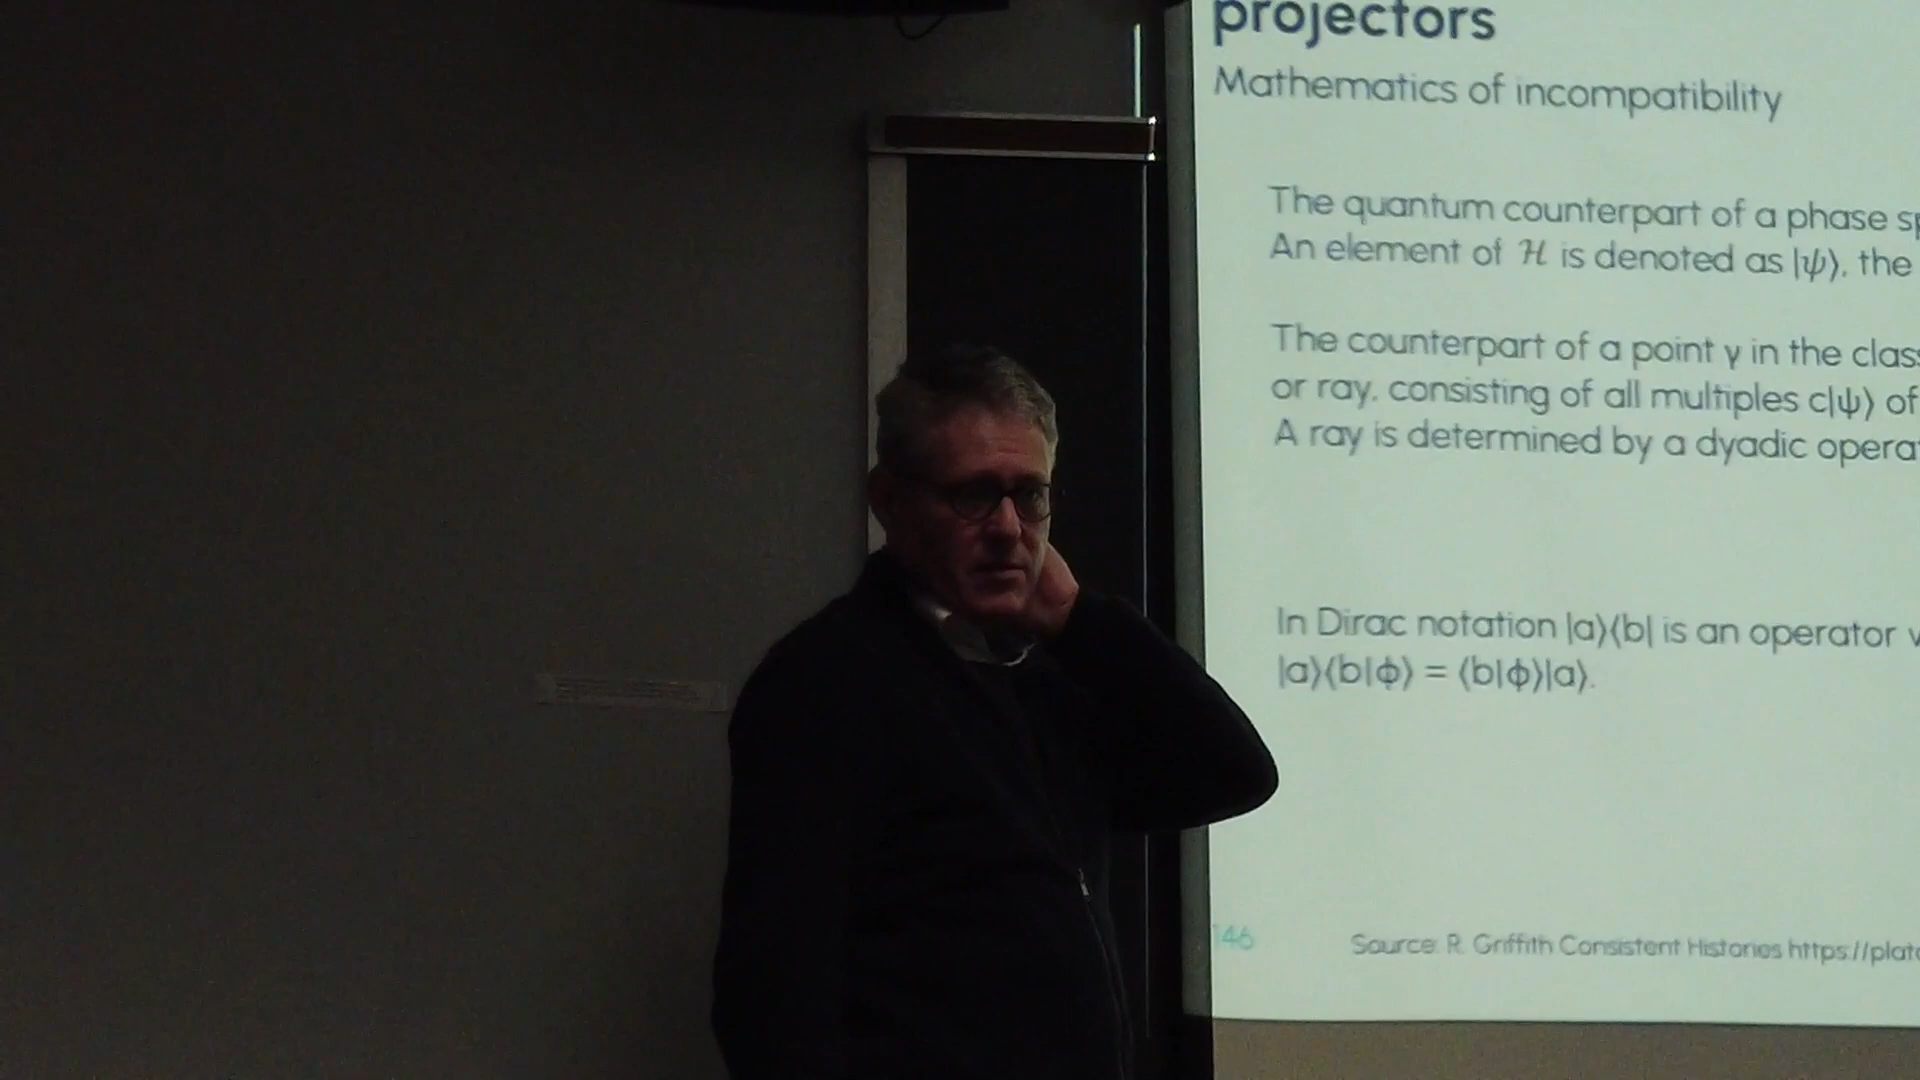 projectors
Mathematics of incompatibility
The quantum counterpart of a phase sp
An element of ℋ is denoted as |ψ⟩, the
The counterpart of a point γ in the clas
or ray, consisting of all multiples c|ψ⟩ of
A ray is determined by a dyadic opera
In Dirac notation |a⟩⟨b| is an operator
|a⟩⟨b|ϕ⟩ = ⟨b|ϕ⟩|a⟩.
146
Source: R. Griffith Consistent Histories https://plat